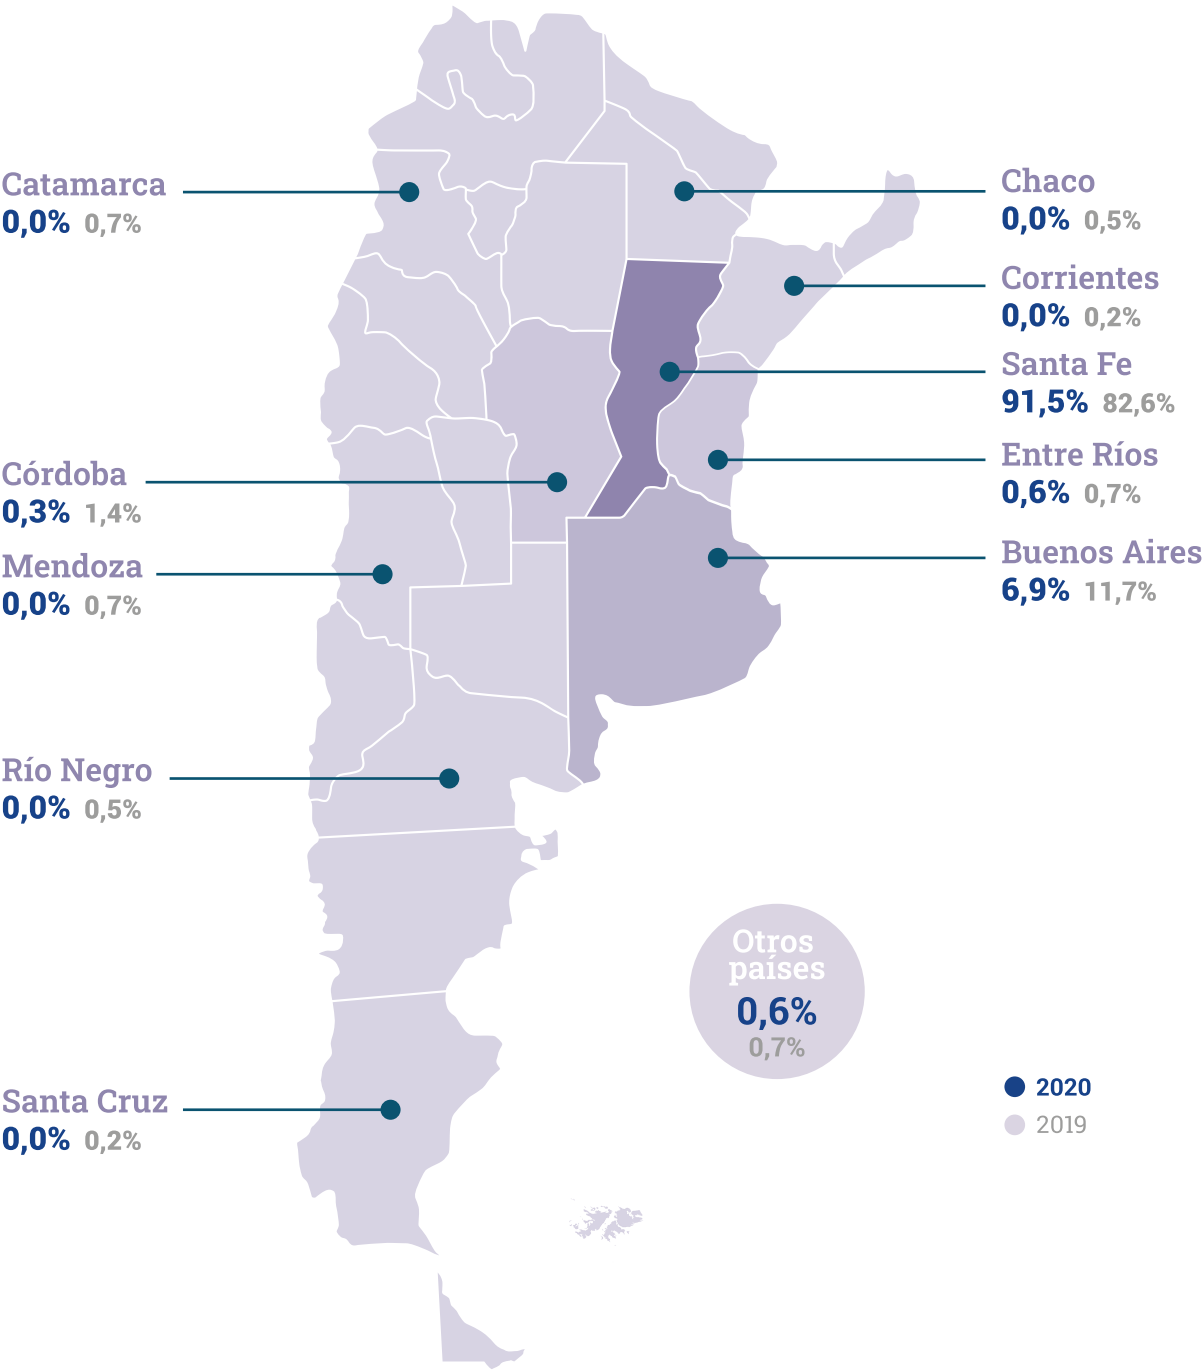 Catamarca
0,0% 0,7%
Córdoba
0,3% 1,4%
Mendoza
0,0% 0,7%
Río Negro
0,0% 0,5%
Santa Cruz
0,0% 0,2%
Chaco
0,0% 0,5%
Corrientes
0,0% 0,2%
Santa Fe
91,5% 82,6%
Entre Ríos
0,6% 0,7%
Buenos Aires
6,9% 11,7%
Otros
países
0,6%
0,7%
2020
2019